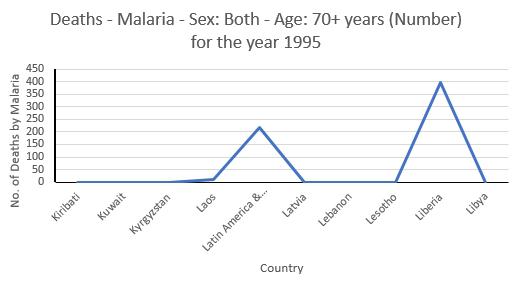 Deaths - Malaria - Sex: Both - Age: 70+ years (Number)
for the year 1995
No. of Deaths by Malaria
450
400
350
300
250
200
150
100
50
0
Kiribati
Kuwait
Kyrgyzstan
Laos
Latin America &...
Latvia
Lebanon
Lesotho
Liberia
Libya
Country